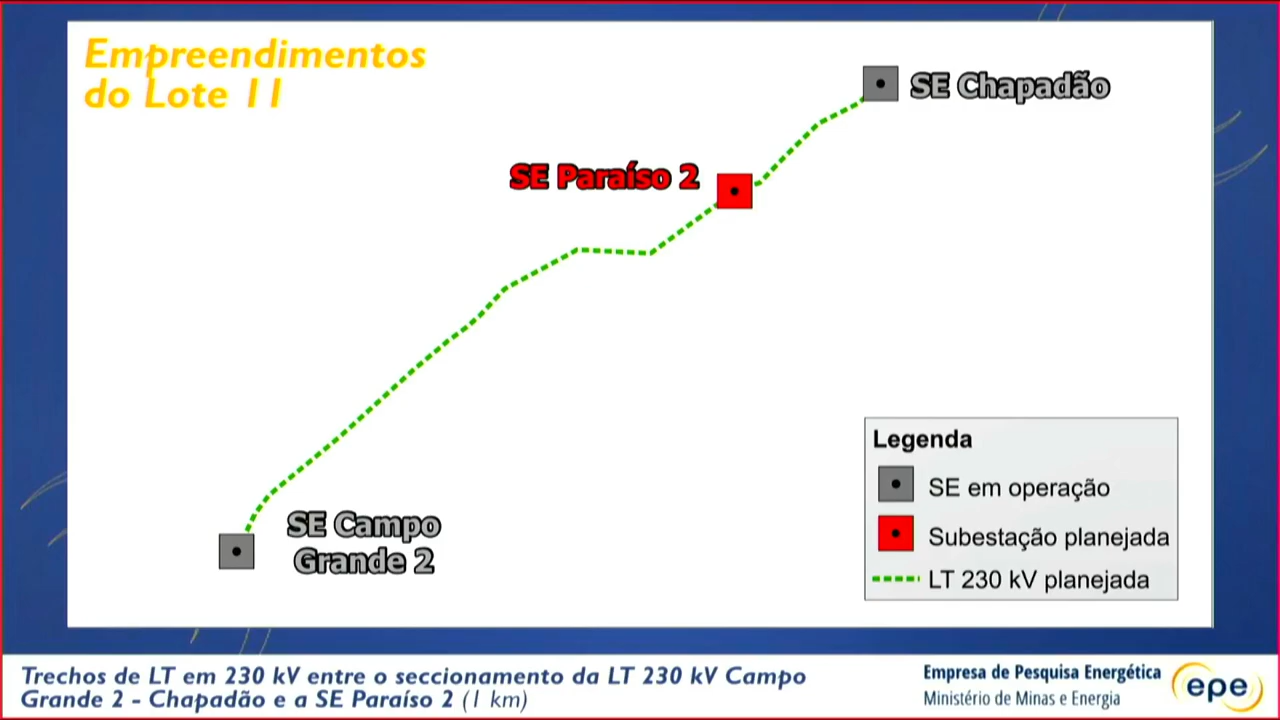 Empreendimentos
do Lote 11
SE Chapadão
SE Paraíso 2
SE Campo
Grande 2
Legenda
SE em operação
Subestação planejada
LT 230 kV planejada
Trechos de LT em 230 kV entre o seccionamento da LT 230 kV Campo
Grande 2 - Chapadão e a SE Paraíso 2 (1 km)
Empresa de Pesquisa Energética
Ministério de Minas e Energia
epe